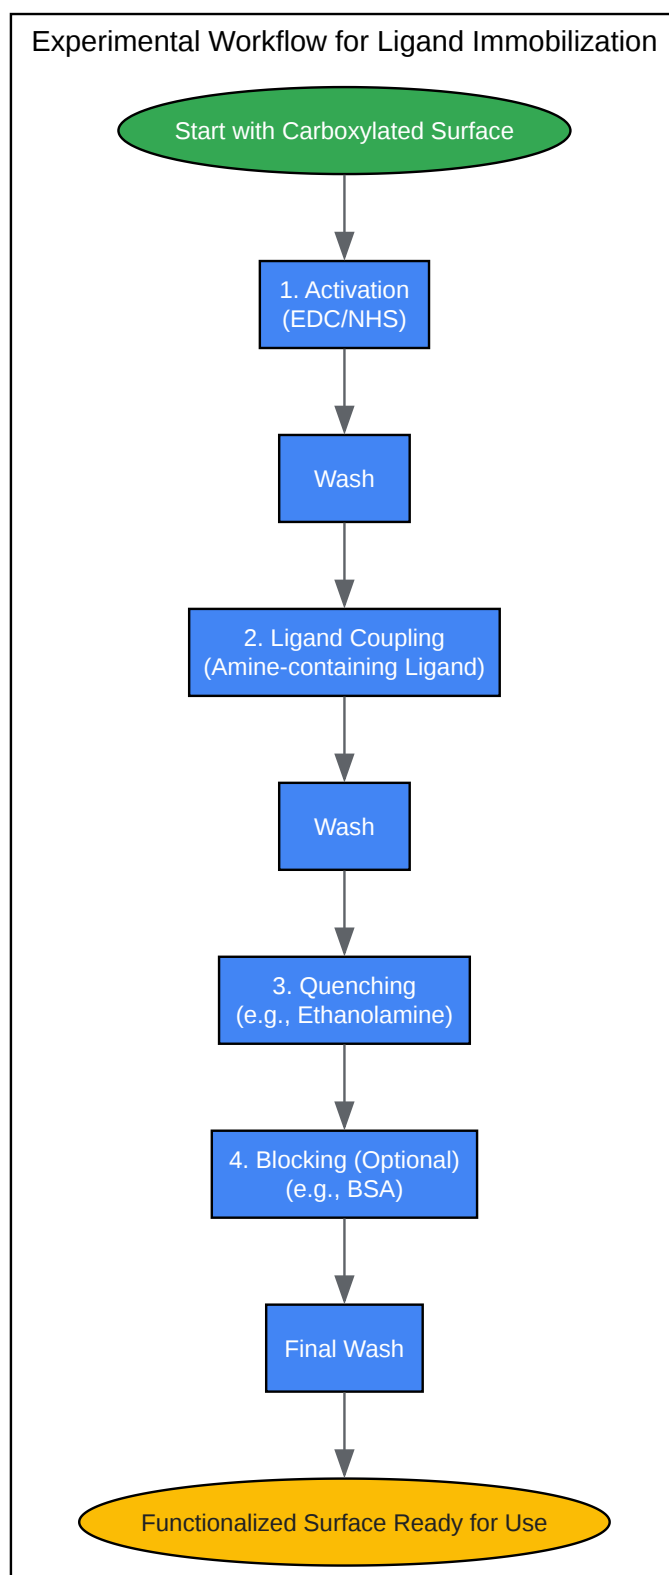 Experimental Workflow for Ligand Immobilization
Start with Carboxylated Surface
1. Activation
(EDC/NHS)
Wash
2. Ligand Coupling
(Amine-containing Ligand)
Wash
3. Quenching
(e.g., Ethanolamine)
4. Blocking (Optional)
(e.g., BSA)
Final Wash
Functionalized Surface Ready for Use